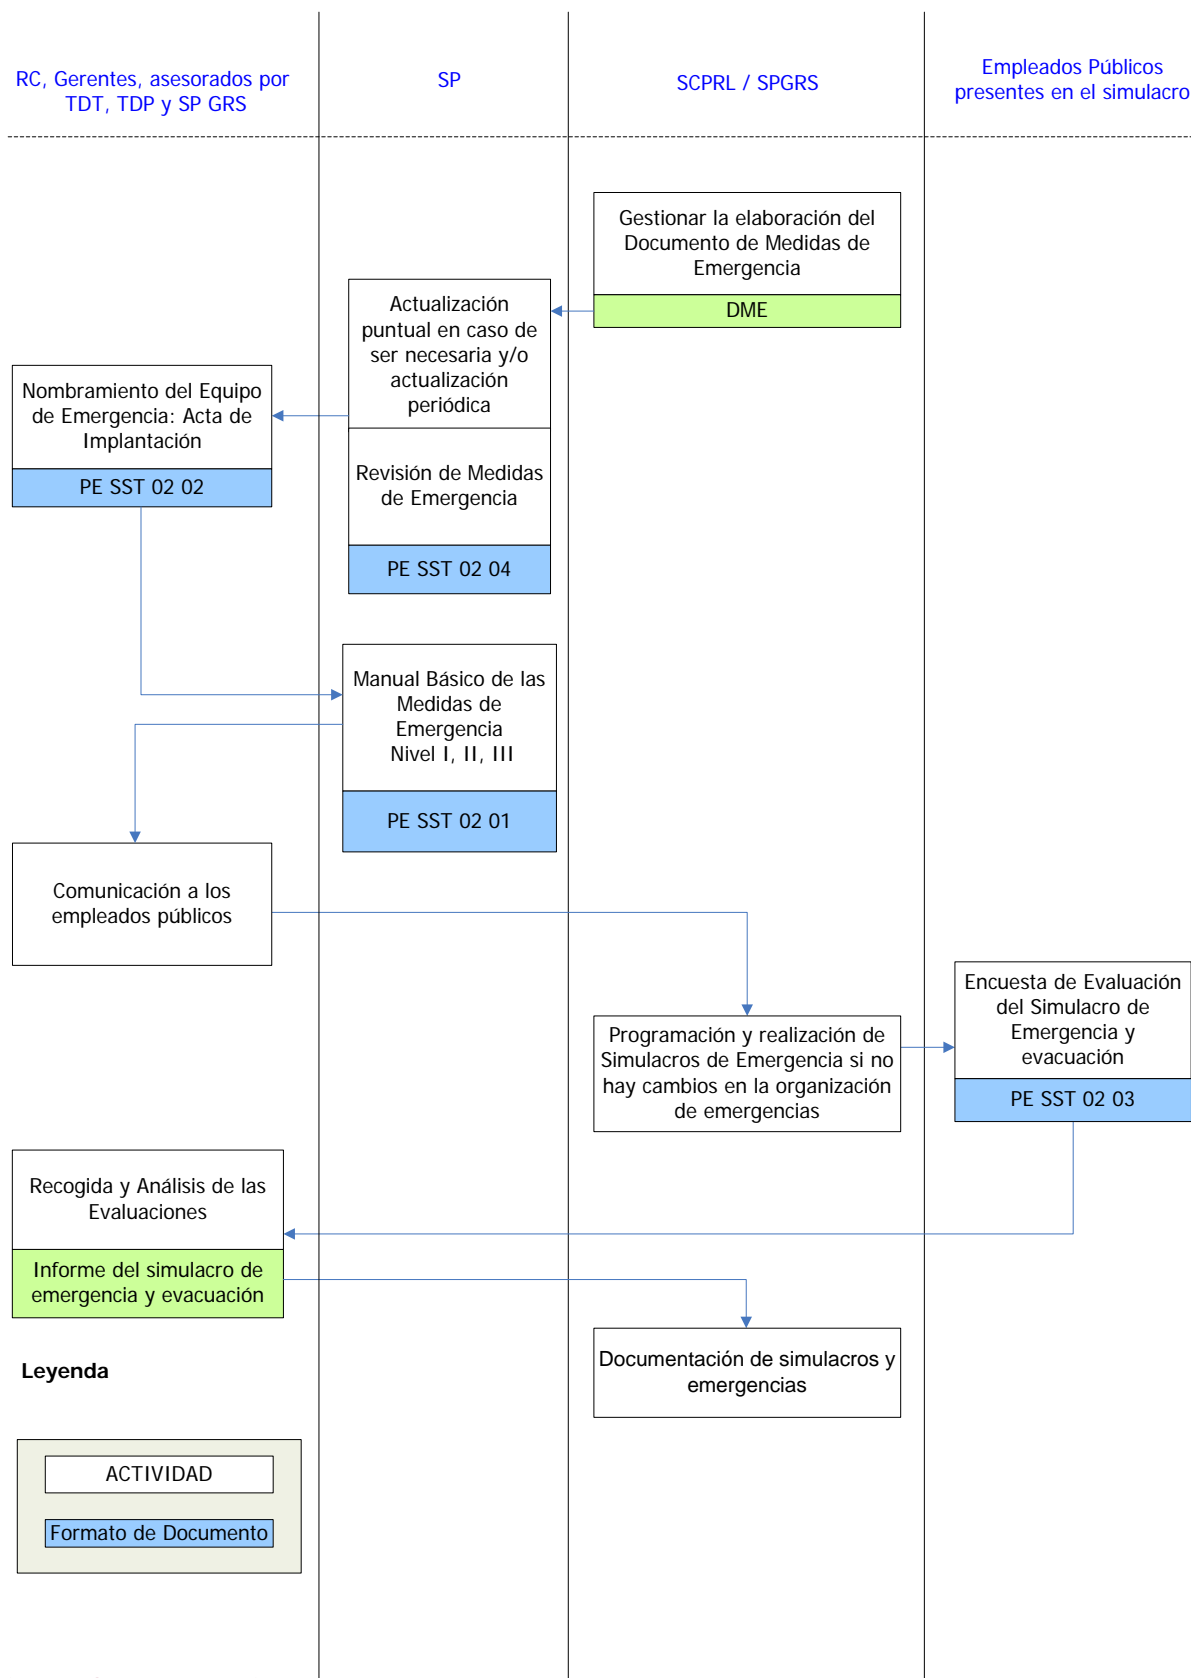 RC, Gerentes, asesorados por
TDT, TDP y SP GRS
SP
SCPRL / SPGRS
Empleados Públicos
presentes en el simulacro
Gestionar la elaboración del
Documento de Medidas de
Emergencia
DME
Actualización
puntual en caso de
ser necesaria y/o
actualización
periódica
Revisión de Medidas
de Emergencia
PE SST 02 04
Nombramiento del Equipo
de Emergencia: Acta de
Implantación
PE SST 02 02
Manual Básico de las
Medidas de
Emergencia
Nivel I, II, III
PE SST 02 01
Comunicación a los
empleados públicos
Programación y realización de
Simulacros de Emergencia si no
hay cambios en la organización
de emergencias
Encuesta de Evaluación
del Simulacro de
Emergencia y
evacuación
PE SST 02 03
Recogida y Análisis de las
Evaluaciones
Informe del simulacro de
emergencia y evacuación
Documentación de simulacros y
emergencias
Leyenda
ACTIVIDAD
Formato de Documento